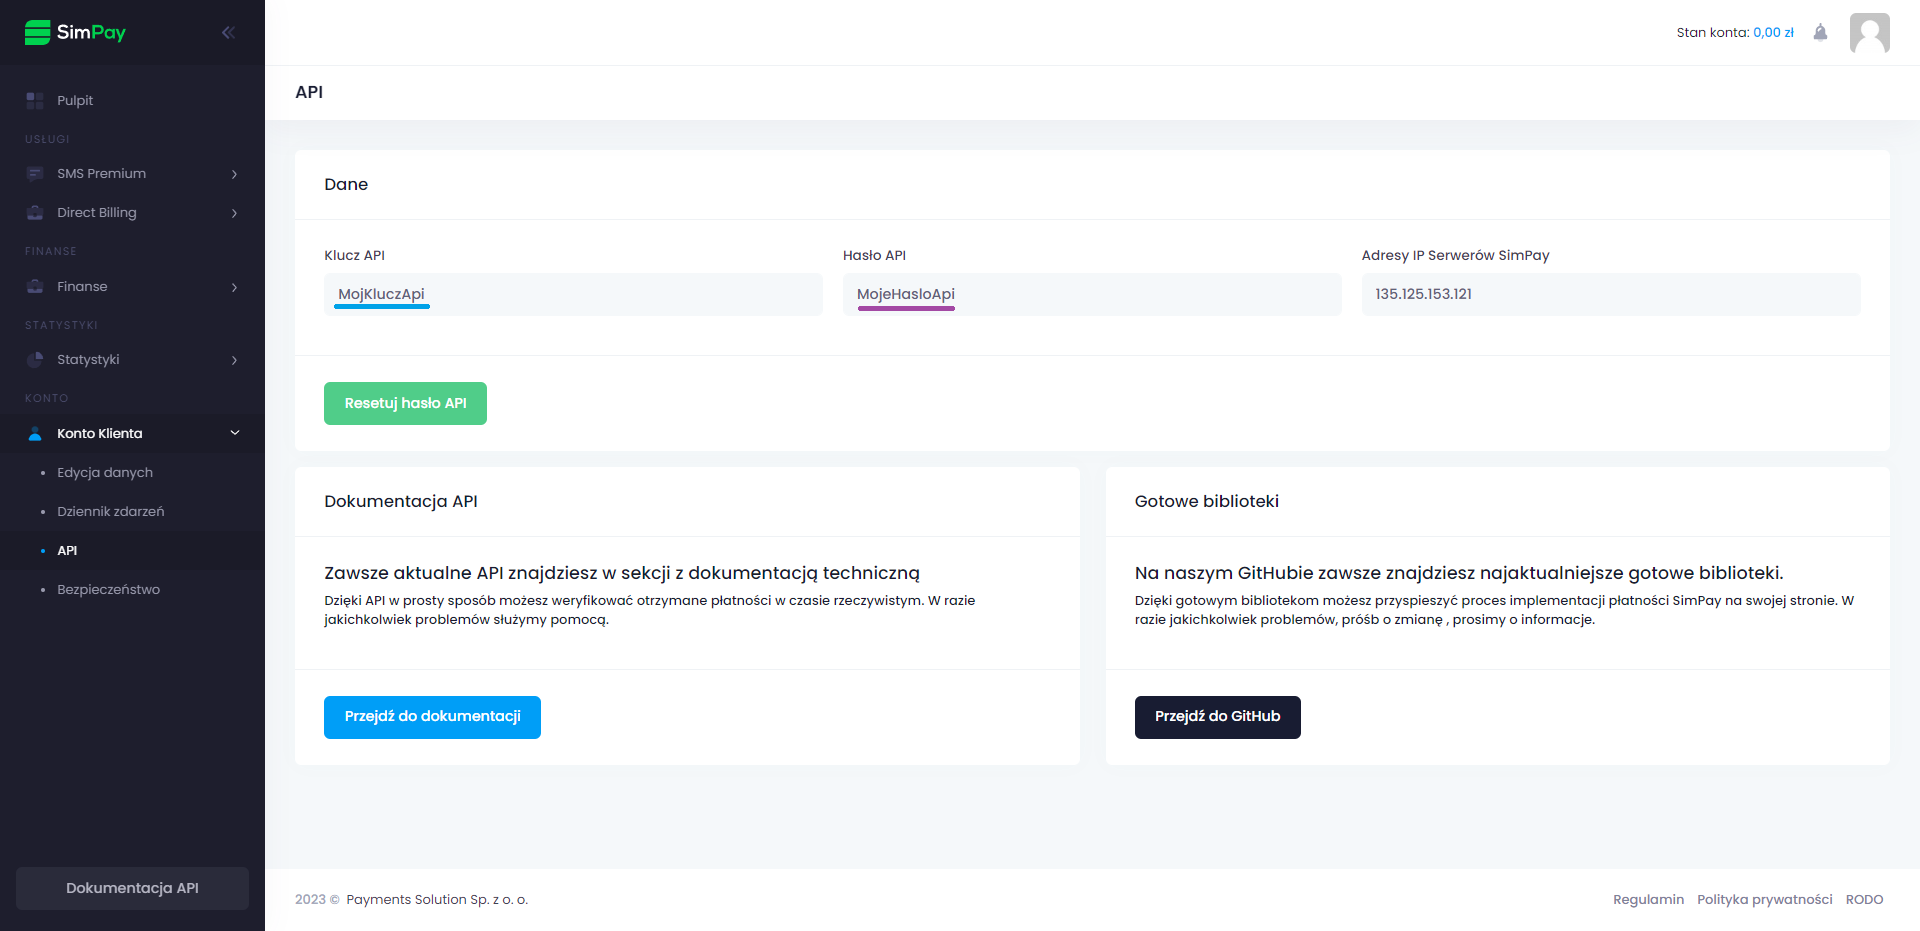 SimPay
Stan konta: 0,00 zł
Pulpit
USŁUGI
SMS Premium
Direct Billing
FINANSE
Finanse
STATYSTYKI
Statystyki
KONTO
Konto Klienta
Edycja danych
Dziennik zdarzeń
API
Bezpieczeństwo
Dokumentacja API
API
Dane
Klucz API
MojKluczApi
Hasło API
MojeHasloApi
Adresy IP Serwerów SimPay
135.125.153.121
Resetuj hasło API
Dokumentacja API
Zawsze aktualne API znajdziesz w sekcji z dokumentacją techniczną
Dzięki API w prosty sposób możesz weryfikować otrzymane płatności w czasie rzeczywistym. W razie
jakichkolwiek problemów służymy pomocą.
Przejdź do dokumentacji
Gotowe biblioteki
Na naszym GitHubie zawsze znajdziesz najaktualniejsze gotowe biblioteki.
Dzięki gotowym bibliotekom możesz przyspieszyć proces implementacji płatności SimPay na swojej stronie. W
razie jakichkolwiek problemów, próśb o zmianę , prosimy o informacje.
Przejdź do GitHub
2023 © Payments Solution Sp. z o. o.
Regulamin Polityka prywatności RODO